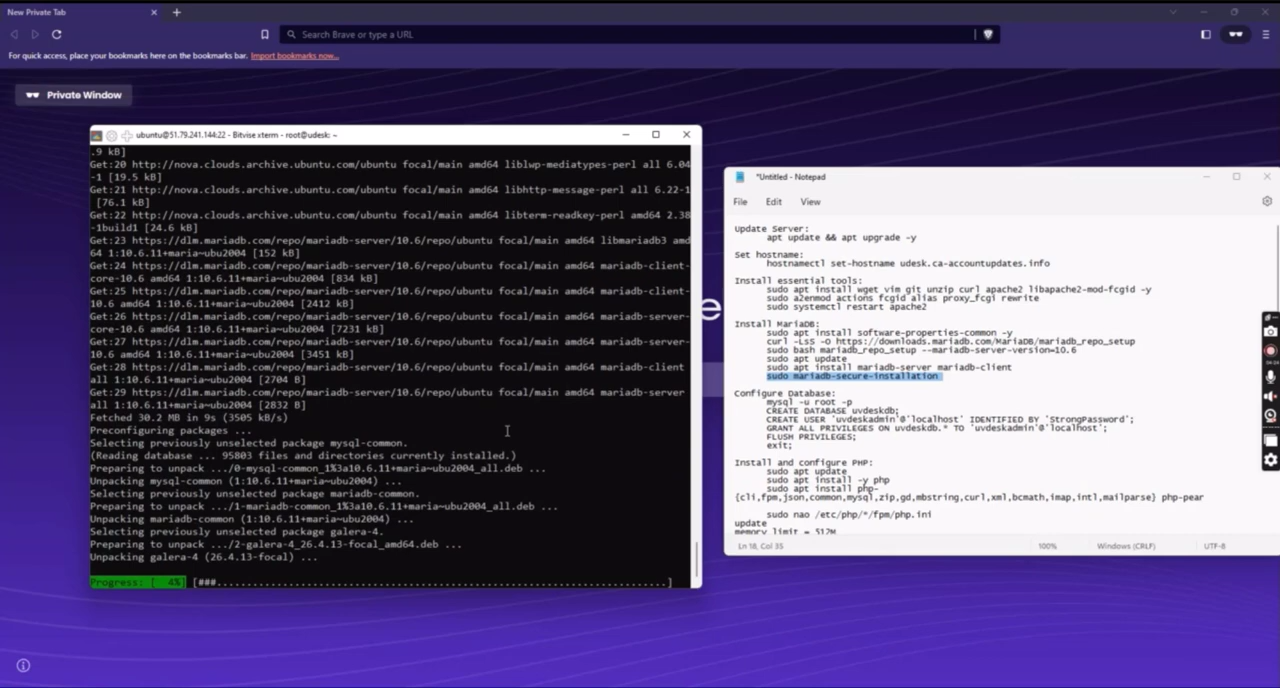 New Private Tab
Search Brave or type a URL
For quick access, place your bookmarks here on the bookmarks bar. Import bookmarks now...
Private Window
ubuntu@51.79.241.144:22 - Bitvise xterm - root@udesk: ~
.9 kB]
Get:20 http://nova.clouds.archive.ubuntu.com/ubuntu focal/main amd64 liblwp-mediatypes-perl all 6.04
-1 [19.5 kB]
Get:21 http://nova.clouds.archive.ubuntu.com/ubuntu focal/main amd64 libhttp-message-perl all 6.22-1
[76.1 kB]
Get:22 http://nova.clouds.archive.ubuntu.com/ubuntu focal/main amd64 libterm-readkey-perl amd64 2.38
-1build1 [24.6 kB]
Get:23 https://dlm.mariadb.com/repo/mariadb-server/10.6/repo/ubuntu focal/main amd64 libmariadb3 amd
64 1:10.6.11+maria~ubu2004 [152 kB]
Get:24 https://dlm.mariadb.com/repo/mariadb-server/10.6/repo/ubuntu focal/main amd64 mariadb-client-
core-10.6 amd64 1:10.6.11+maria~ubu2004 [834 kB]
Get:25 https://dlm.mariadb.com/repo/mariadb-server/10.6/repo/ubuntu focal/main amd64 mariadb-client-
10.6 amd64 1:10.6.11+maria~ubu2004 [2412 kB]
Get:26 https://dlm.mariadb.com/repo/mariadb-server/10.6/repo/ubuntu focal/main amd64 mariadb-server-
core-10.6 amd64 1:10.6.11+maria~ubu2004 [7231 kB]
Get:27 https://dlm.mariadb.com/repo/mariadb-server/10.6/repo/ubuntu focal/main amd64 mariadb-server-
10.6 amd64 1:10.6.11+maria~ubu2004 [3451 kB]
Get:28 https://dlm.mariadb.com/repo/mariadb-server/10.6/repo/ubuntu focal/main amd64 mariadb-client
all 1:10.6.11+maria~ubu2004 [2704 B]
Get:29 https://dlm.mariadb.com/repo/mariadb-server/10.6/repo/ubuntu focal/main amd64 mariadb-server
all 1:10.6.11+maria~ubu2004 [2832 B]
Fetched 30.2 MB in 9s (3505 kB/s)
Preconfiguring packages ...
Selecting previously unselected package mysql-common.
(Reading database ... 95803 files and directories currently installed.)
Preparing to unpack .../0-mysql-common_1%3a10.6.11+maria~ubu2004_all.deb ...
Unpacking mysql-common (1:10.6.11+maria~ubu2004) ...
Selecting previously unselected package mariadb-common.
Preparing to unpack .../1-mariadb-common_1%3a10.6.11+maria~ubu2004_all.deb ...
Unpacking mariadb-common (1:10.6.11+maria~ubu2004) ...
Selecting previously unselected package galera-4.
Preparing to unpack .../2-galera-4_26.4.13-focal_amd64.deb ...
Unpacking galera-4 (26.4.13-focal) ...
Progress: [ 4%] [###......................................................................]
*Untitled - Notepad
File Edit View
Update Server:
apt update && apt upgrade -y
Set hostname:
hostnamectl set-hostname udesk.ca-accountupdates.info
Install essential tools:
sudo apt install wget vim git unzip curl apache2 libapache2-mod-fcgid -y
sudo a2enmod actions fcgid alias proxy_fcgi rewrite
sudo systemctl restart apache2
Install MariaDB:
sudo apt install software-properties-common -y
curl -LsS -O https://downloads.mariadb.com/MariaDB/mariadb_repo_setup
sudo bash mariadb_repo_setup --mariadb-server-version=10.6
sudo apt update
sudo apt install mariadb-server mariadb-client
sudo mariadb-secure-installation
Configure Database:
mysql -u root -p
CREATE DATABASE uvdeskdb;
CREATE USER 'uvdeskadmin'@'localhost' IDENTIFIED BY 'StrongPassword';
GRANT ALL PRIVILEGES ON uvdeskdb.* TO 'uvdeskadmin'@'localhost';
FLUSH PRIVILEGES;
exit;
Install and configure PHP:
sudo apt update
sudo apt install -y php
sudo apt install php-
{cli,fpm,json,common,mysql,zip,gd,mbstring,curl,xml,bcmath,imap,intl,mailparse} php-pear
sudo nao /etc/php/*/fpm/php.ini
update
memory_limit = 512M
Ln 18, Col 35
100%
Windows (CRLF)
UTF-8